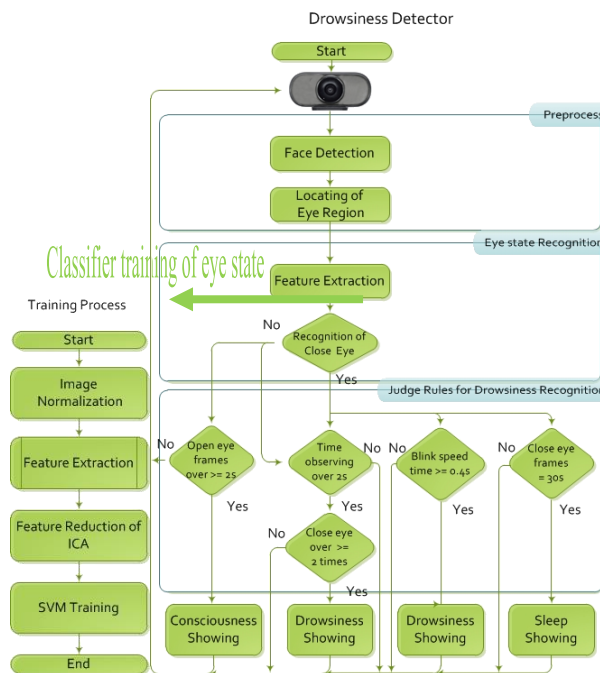 Drowsiness Detector
Start
Preprocess
Face Detection
Locating of
Eye Region
Eye state Recognition
Classifier training of eye state
Feature Extraction
Training Process
No
Recognition of
Close Eye
Yes
Start
Image
Normalization
Judge Rules for Drowsiness Recognition
No
Open eye
frames
over >= 2s
Time
observing
over 2s
No
No
Blink speed
time >= 0.4s
No
Close eye
frames
= 30s
Feature Extraction
Yes
Yes
Yes
Yes
Feature Reduction of
ICA
No
Close eye
over >=
2 times
Yes
SVM Training
Consciousness
Showing
Drowsiness
Showing
Drowsiness
Showing
Sleep
Showing
End